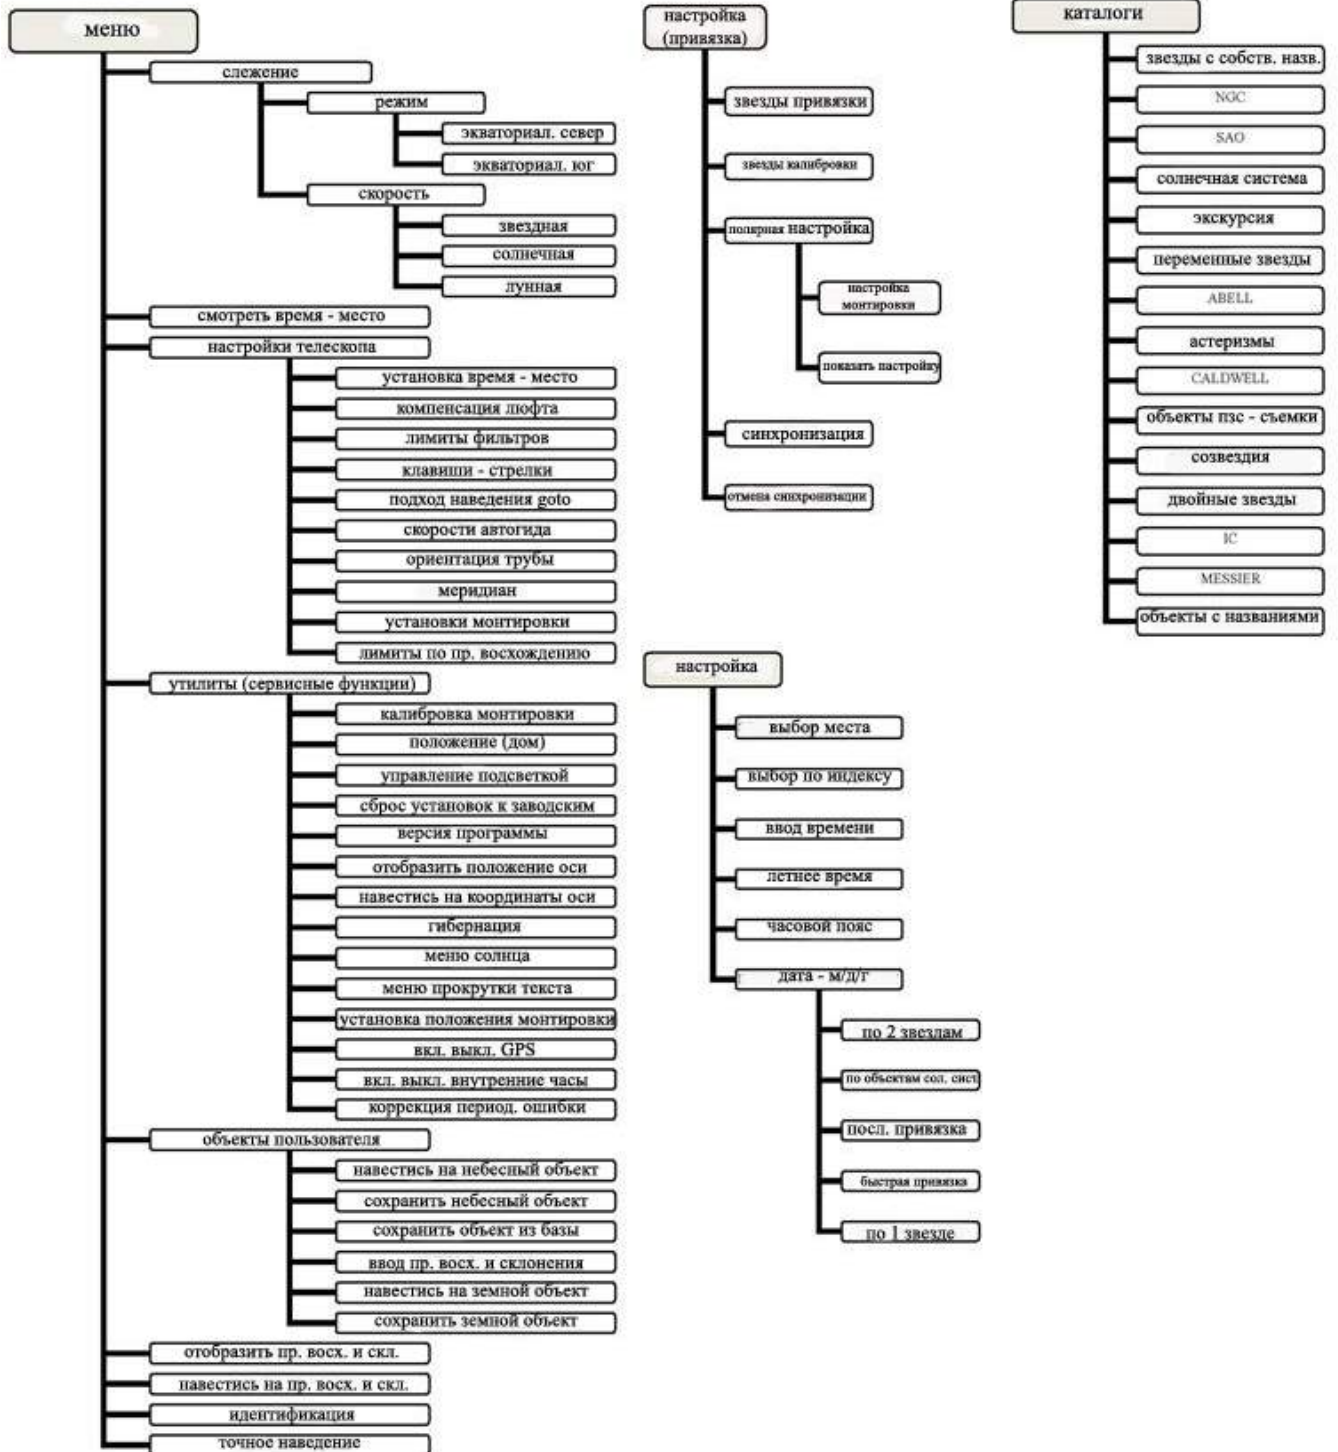 меню
слежение
режим
экваториал. север
экваториал. юг
скорость
звездная
солнечная
лунная
смотреть время - место
настройки телескопа
установка время - место
компенсация люфта
лимиты фильтров
клавиши - стрелки
подход наведения goto
скорости автогида
ориентация трубы
меридиан
установки монтировки
лимиты по пр. восхождению
утилиты (сервисные функции)
калибровка монтировки
положение (дом)
управление подсветкой
сброс установок к заводским
версия программы
отобразить положение оси
навестись на координаты оси
гибернация
меню солнца
меню прокрутки текста
установка положения монтировки
вкл. выкл. GPS
вкл. выкл. внутренние часы
коррекция период. ошибки
объекты пользователя
навестись на небесный объект
сохранить небесный объект
сохранить объект из базы
ввод пр. восх. и склонения
навестись на земной объект
сохранить земной объект
отобразить пр. восх. и скл.
навестись на пр. восх. и скл.
идентификация
точное наведение
настройка
(привязка)
звезды привязки
звезды калибровки
полярная настройка
настройка
монтировки
показать настройку
синхронизация
отмена синхронизации
настройка
выбор места
выбор по индексу
ввод времени
летнее время
часовой пояс
дата - м/д/г
по 2 звездам
по объектам сол. сист
посл. привязка
быстрая привязка
по 1 звезде
каталоги
звезды с собств. назв.
NGC
SAO
солнечная система
экскурсия
переменные звезды
ABELL
астеризмы
CALDWELL
объекты пзс - съемки
созвездия
двойные звезды
IC
MESSIER
объекты с названиями